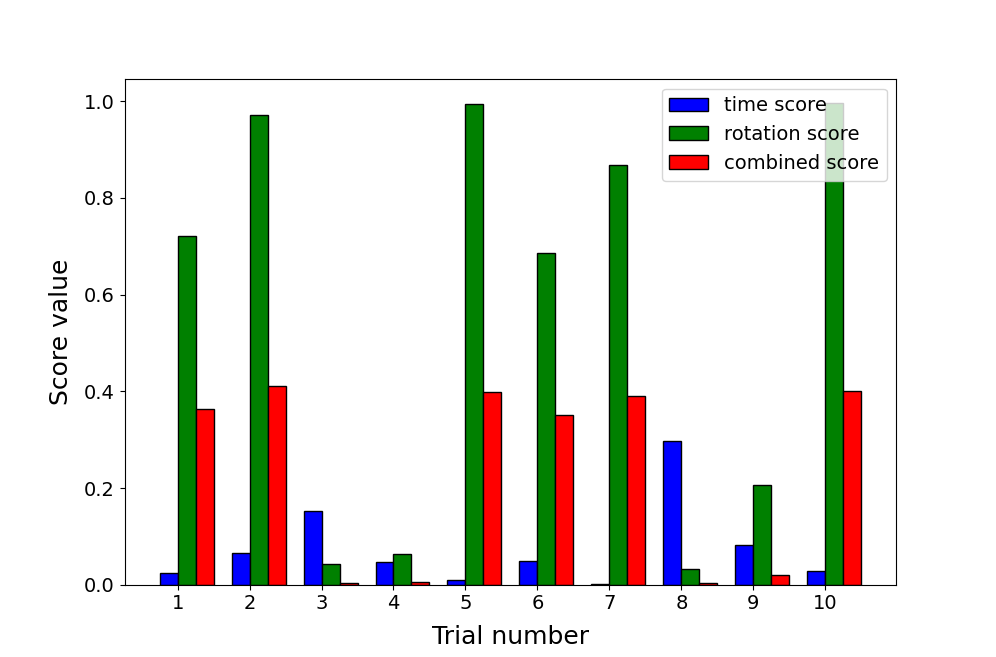 1.0
0.8
0.6
0.4
0.2
0.0
Score value
time score
rotation score
combined score
1 2 3 4 5 6 7 8 9 10
Trial number